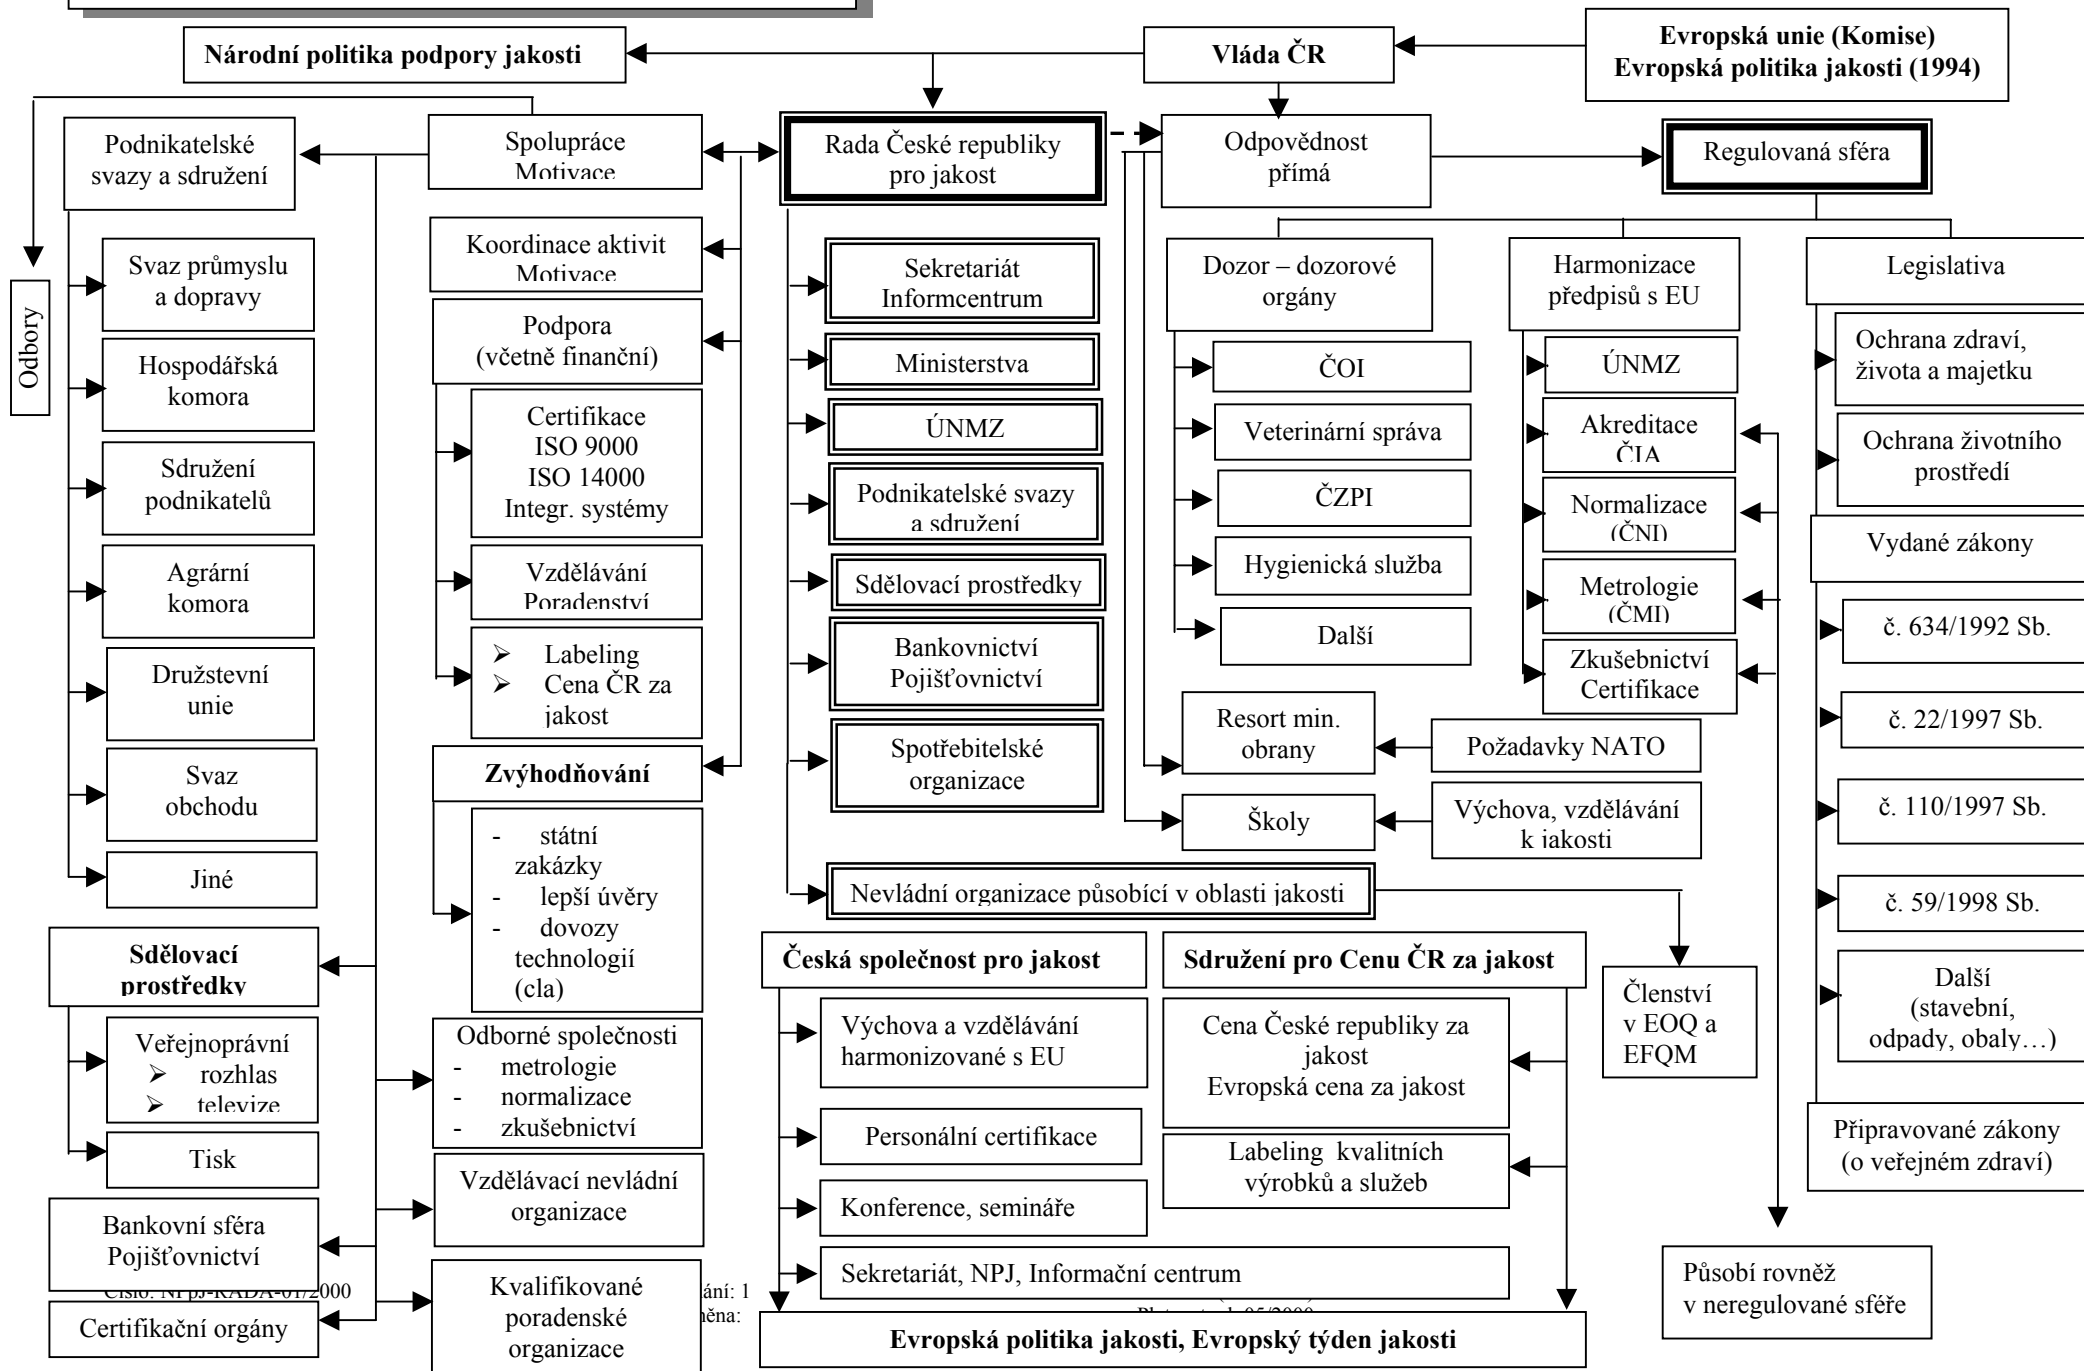 Národní politika podpory jakosti
Vláda ČR
Evropská unie (Komise)
Evropská politika jakosti (1994)
Podnikatelské
svazy a sdružení
Spolupráce
Motivace
Rada České republiky
pro jakost
Odpovědnost
přímá
Regulovaná sféra
Odbory
Svaz průmyslu
a dopravy
Hospodářská
komora
Sdružení
podnikatelů
Agrární
komora
Družstevní
unie
Svaz
obchodu
Jiné
Sdělovací
prostředky
Veřejnoprávní
➢ rozhlas
➢ televize
Tisk
Bankovní sféra
Pojišťovnictví
Certifikační orgány
Koordinace aktivit
Motivace
Podpora
(včetně finanční)
Certifikace
ISO 9000
ISO 14000
Integr. systémy
Vzdělávání
Poradenství
➢ Labeling
➢ Cena ČR za
jakost
Zvýhodňování
- státní
zakázky
- lepší úvěry
- dovozy
technologií
(cla)
Odborné společnosti
- metrologie
- normalizace
- zkušebnictví
Vzdělávací nevládní
organizace
Kvalifikované
poradenské
organizace
Sekretariát
Informcentrum
Ministerstva
ÚNMZ
Podnikatelské svazy
a sdružení
Sdělovací prostředky
Bankovnictví
Pojišťovnictví
Spotřebitelské
organizace
Nevládní organizace působící v oblasti jakosti
Dozor – dozorové
orgány
ČOI
Veterinární správa
ČZPI
Hygienická služba
Další
Resort min.
obrany
Požadavky NATO
Školy
Výchova, vzdělávání
k jakosti
Harmonizace
předpisů s EU
ÚNMZ
Akreditace
ČIA
Normalizace
(ČNI)
Metrologie
(ČMI)
Zkušebnictví
Certifikace
Legislativa
Ochrana zdraví,
života a majetku
Ochrana životního
prostředí
Vydané zákony
č. 634/1992 Sb.
č. 22/1997 Sb.
č. 110/1997 Sb.
č. 59/1998 Sb.
Další
(stavební,
odpady, obaly…)
Připravované zákony
(o veřejném zdraví)
Česká společnost pro jakost
Výchova a vzdělávání
harmonizované s EU
Personální certifikace
Konference, semináře
Sekretariát, NPJ, Informační centrum
Sdružení pro Cenu ČR za jakost
Cena České republiky za
jakost
Evropská cena za jakost
Labeling kvalitních
výrobků a služeb
Členství
v EOQ a
EFQM
Působí rovněž
v neregulované sféře
Evropská politika jakosti, Evropský týden jakosti
Číslo: NPpJ-RADA-01/2000
ání: 1
ěna:
05/2000